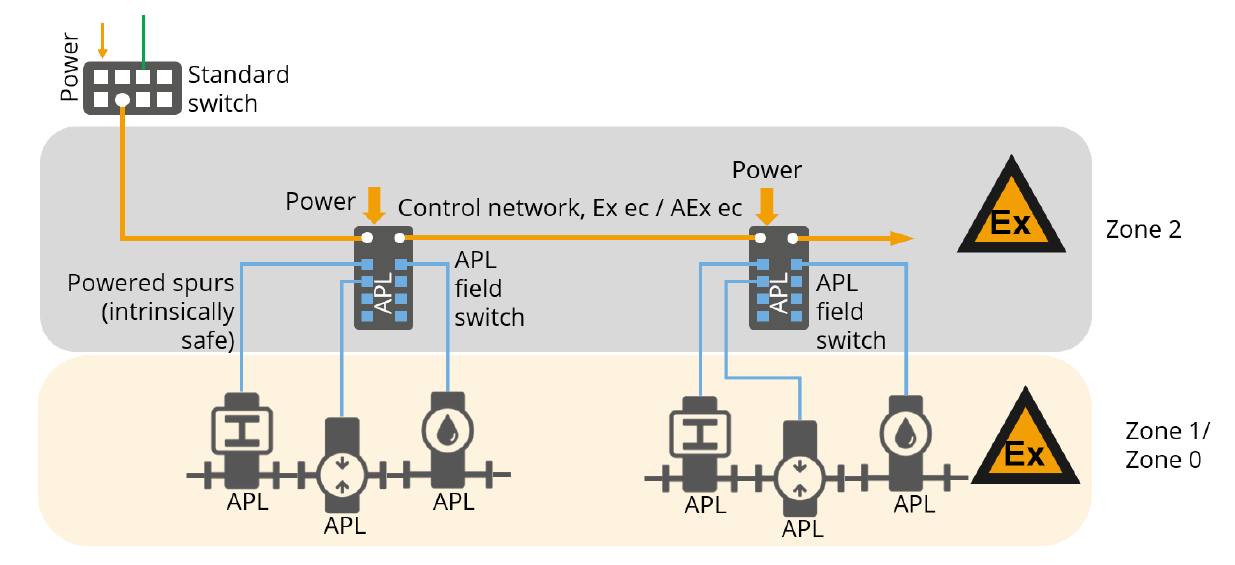 Power
Standard
switch
Power
Power
Control network, Ex ec / AEx ec
Ex
Zone 2
Powered spurs
(intrinsically
safe)
APL
APL
field
switch
APL
APL
field
switch
Ex
Zone 1/
Zone 0
APL
APL
APL
APL
APL
APL